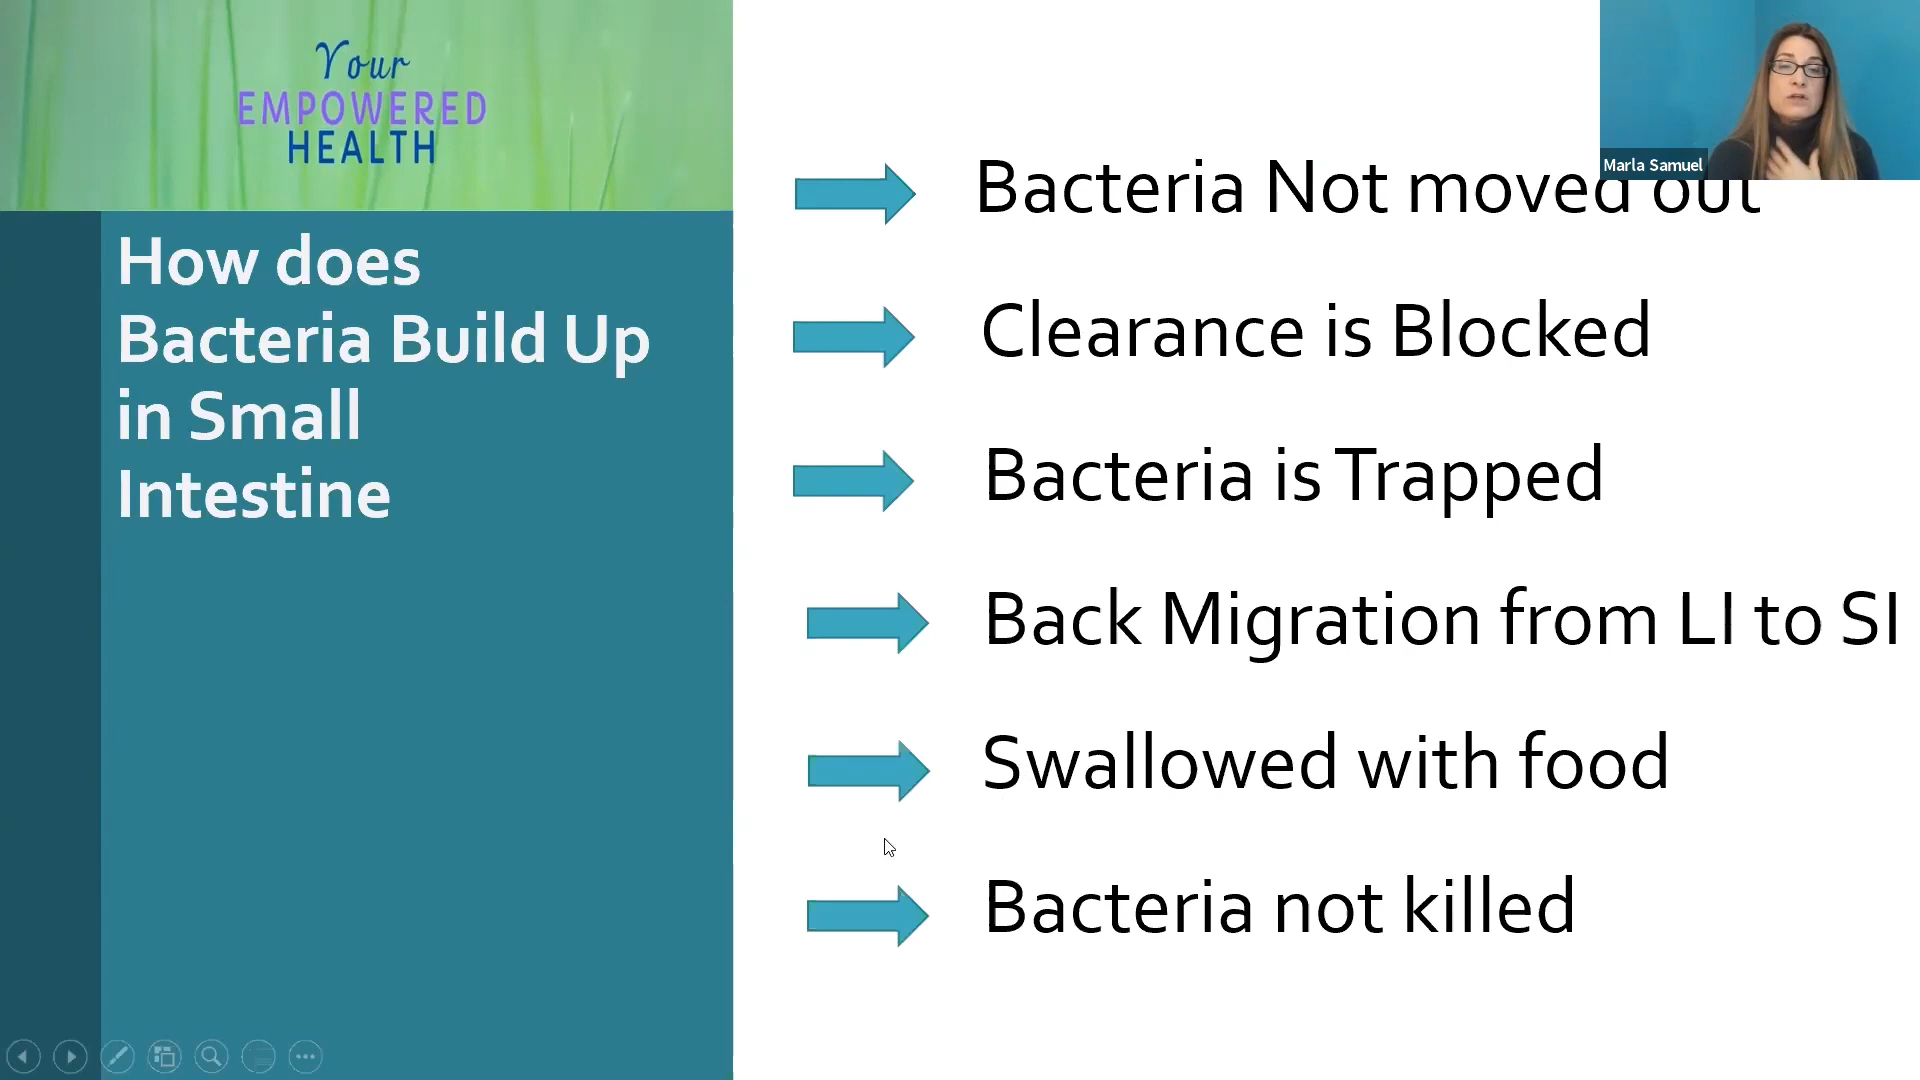 Your
EMPOWERED
HEALTH
How does
Bacteria Build Up
in Small
Intestine
Bacteria Not moved out
Clearance is Blocked
Bacteria is Trapped
Back Migration from LI to SI
Swallowed with food
Bacteria not killed
Marla Samuel